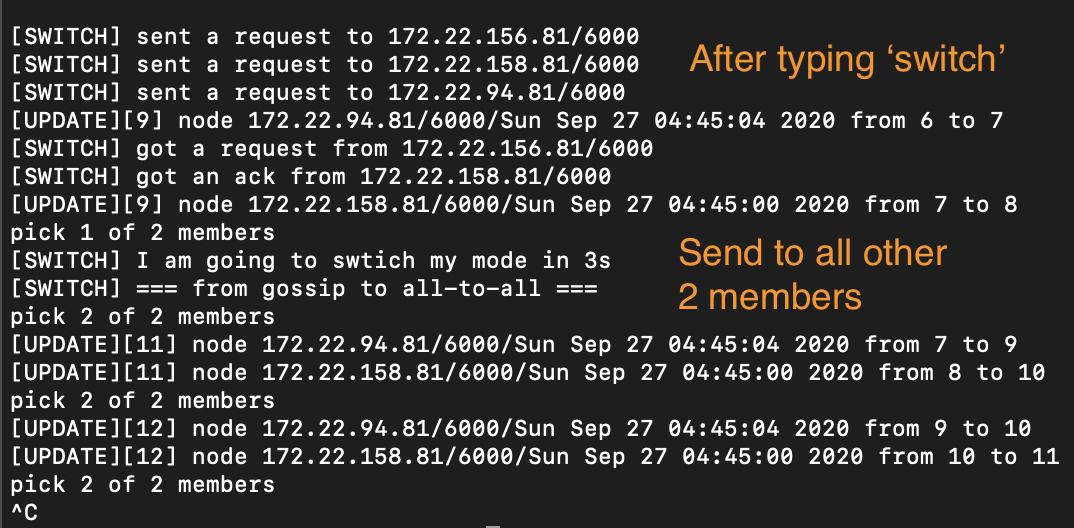 [SWITCH] sent a request to 172.22.156.81/6000
[SWITCH] sent a request to 172.22.158.81/6000
After typing ‘switch’
[SWITCH] sent a request to 172.22.94.81/6000
[UPDATE][9] node 172.22.94.81/6000/Sun Sep 27 04:45:04 2020 from 6 to 7
[SWITCH] got a request from 172.22.156.81/6000
[SWITCH] got an ack from 172.22.158.81/6000
[UPDATE][9] node 172.22.158.81/6000/Sun Sep 27 04:45:00 2020 from 7 to 8
pick 1 of 2 members
[SWITCH] I am going to swtich my mode in 3s
[SWITCH] === from gossip to all-to-all ===
Send to all other
2 members
pick 2 of 2 members
[UPDATE][11] node 172.22.94.81/6000/Sun Sep 27 04:45:04 2020 from 7 to 9
[UPDATE][11] node 172.22.158.81/6000/Sun Sep 27 04:45:00 2020 from 8 to 10
pick 2 of 2 members
[UPDATE][12] node 172.22.94.81/6000/Sun Sep 27 04:45:04 2020 from 9 to 10
[UPDATE][12] node 172.22.158.81/6000/Sun Sep 27 04:45:00 2020 from 10 to 11
pick 2 of 2 members
^C